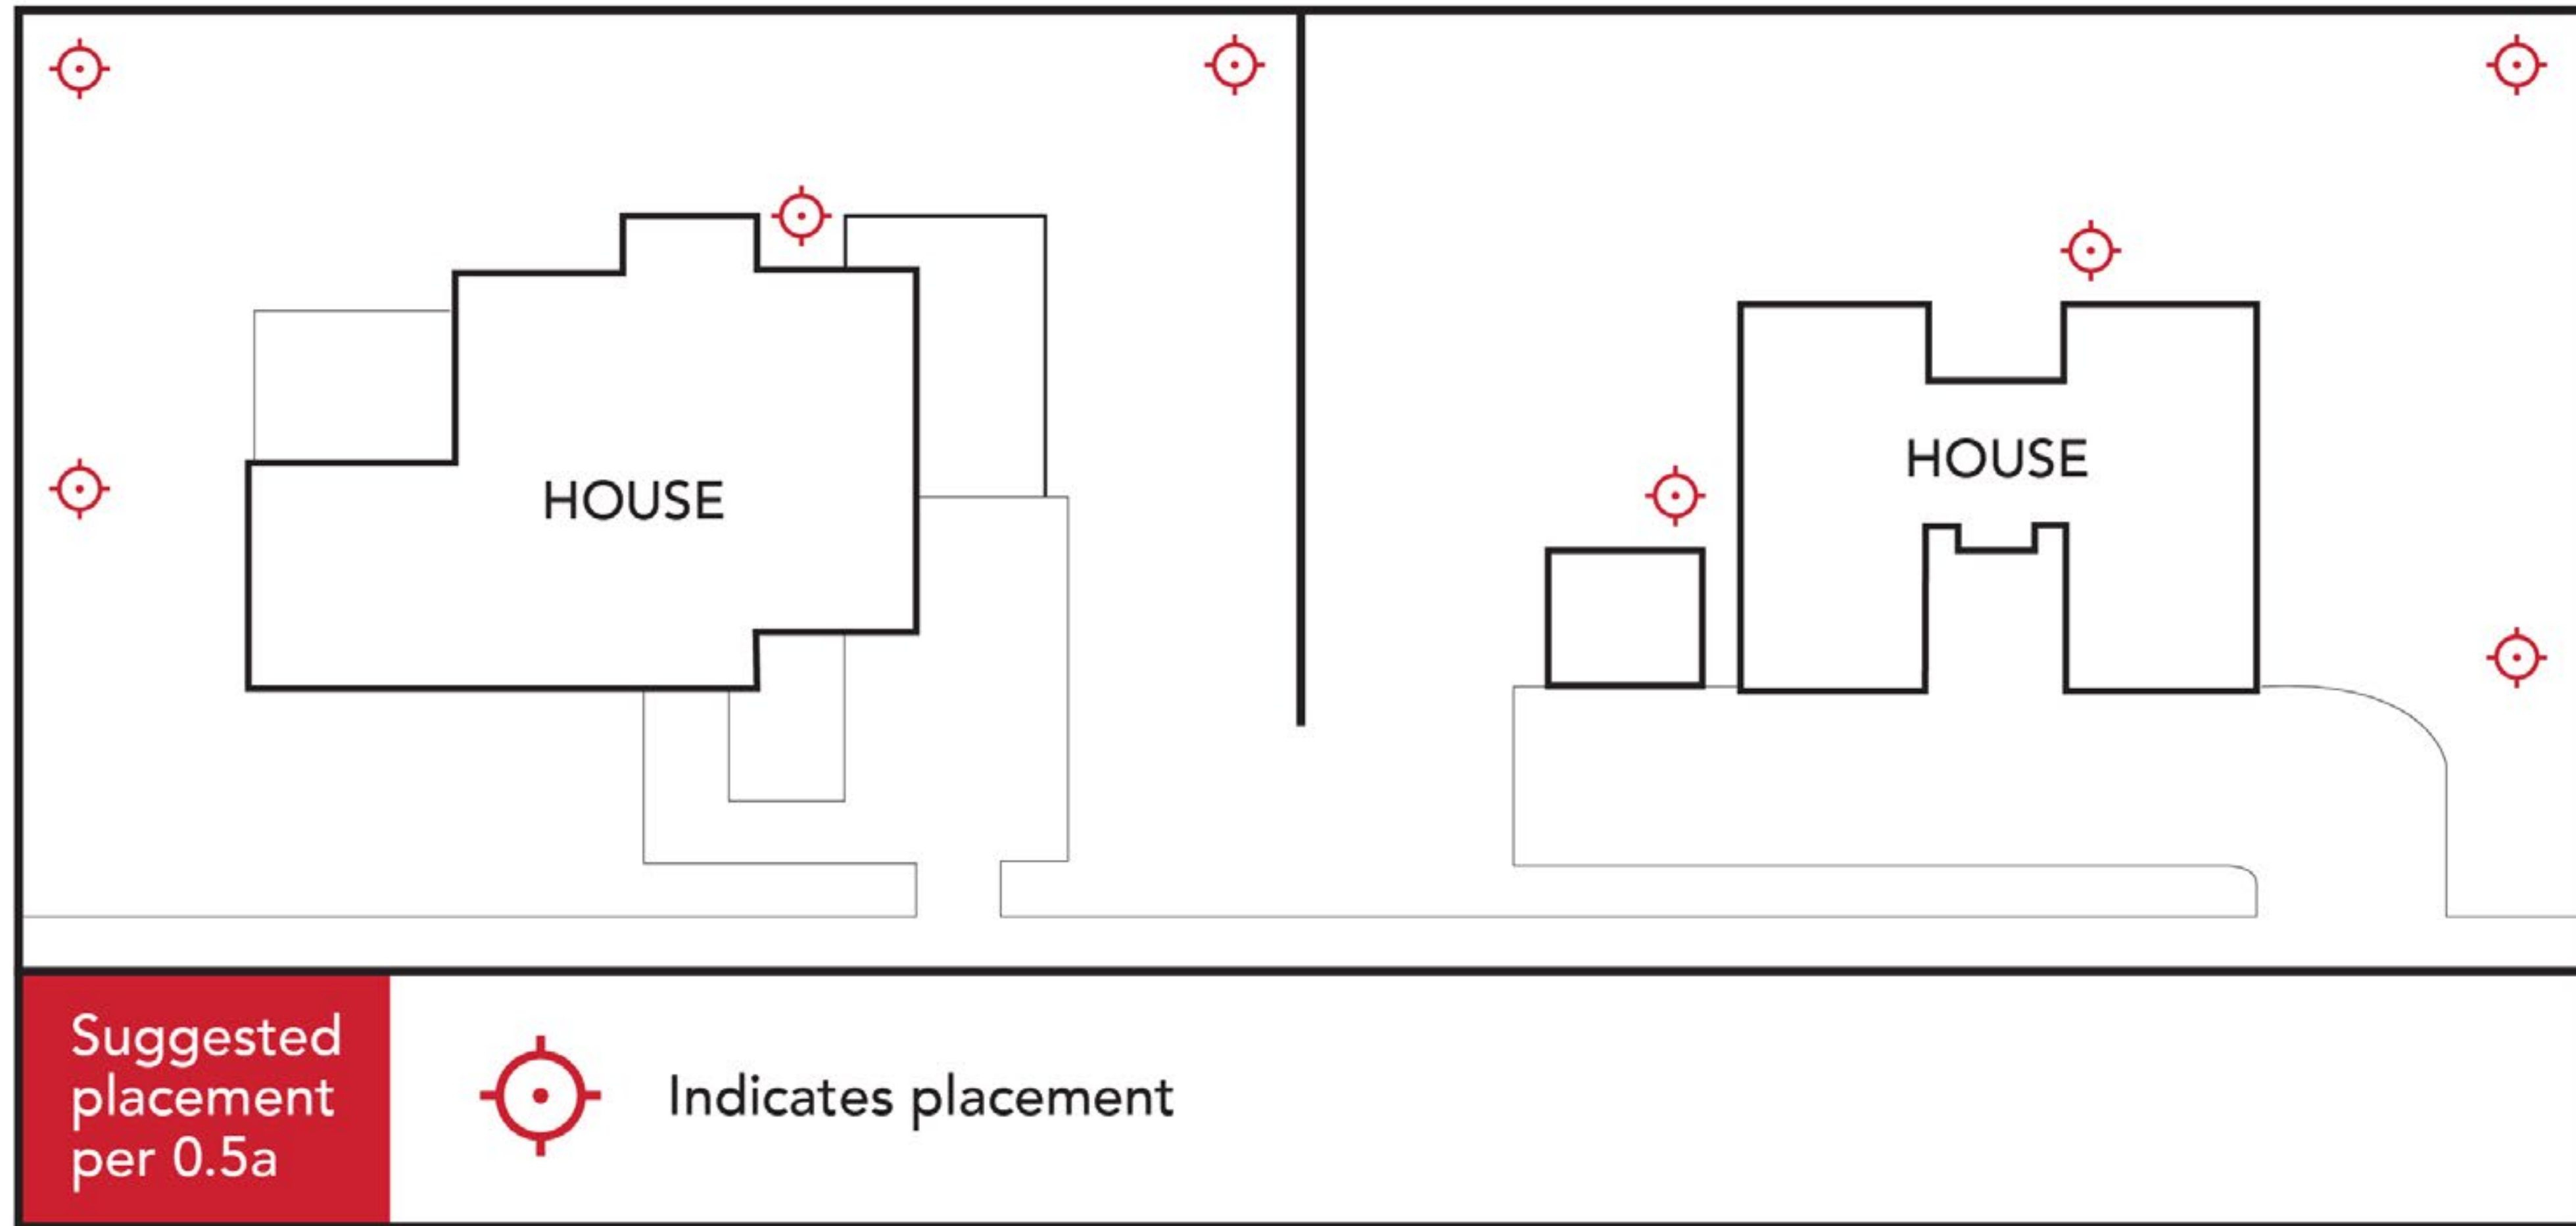 HOUSE
HOUSE
Suggested
placement
per 0.5a
Indicates placement